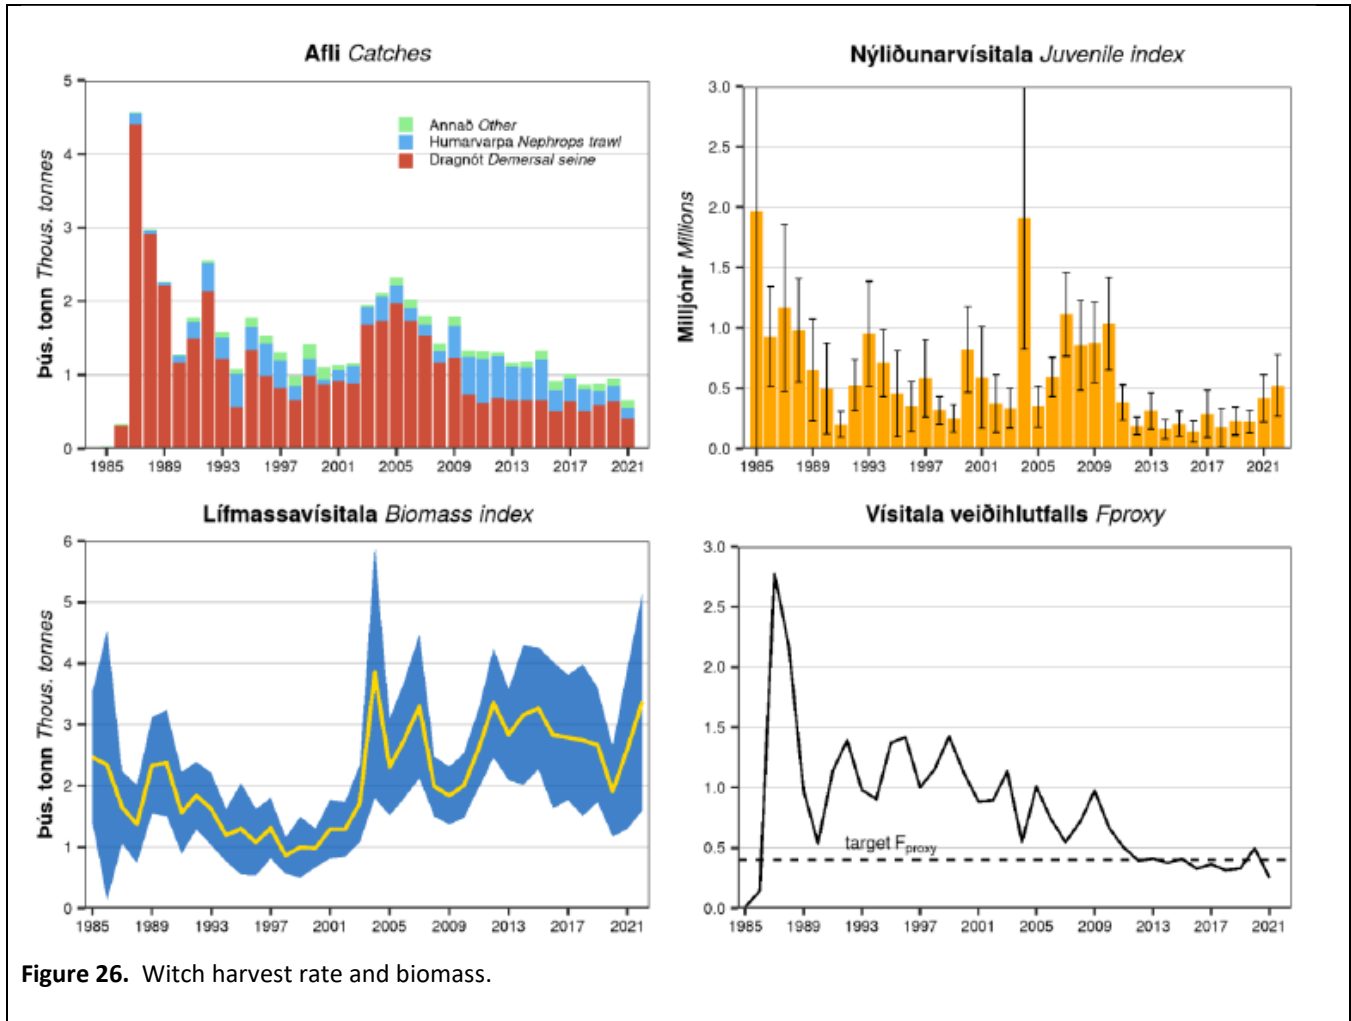 Afli Catches
5
4
3
2
1
0
Þús. tonn Thous. tonnes
Annað Other
Humarvarpa Nephrops trawl
Dragnót Demersal seine
1985 1989 1993 1997 2001 2005 2009 2013 2017 2021
Nýliðunarvísitala Juvenile index
3.0
2.5
2.0
1.5
1.0
0.5
0.0
Milljónir Millions
1985 1989 1993 1997 2001 2005 2009 2013 2017 2021
Lífmassavísitala Biomass index
6
5
4
3
2
1
0
Þús. tonn Thous. tonnes
1985 1989 1993 1997 2001 2005 2009 2013 2017 2021
Vísitala veiðihlutfalls Fproxy
3.0
2.5
2.0
1.5
1.0
0.5
0.0
target Fproxy
1985 1989 1993 1997 2001 2005 2009 2013 2017 2021
Figure 26. Witch harvest rate and biomass.